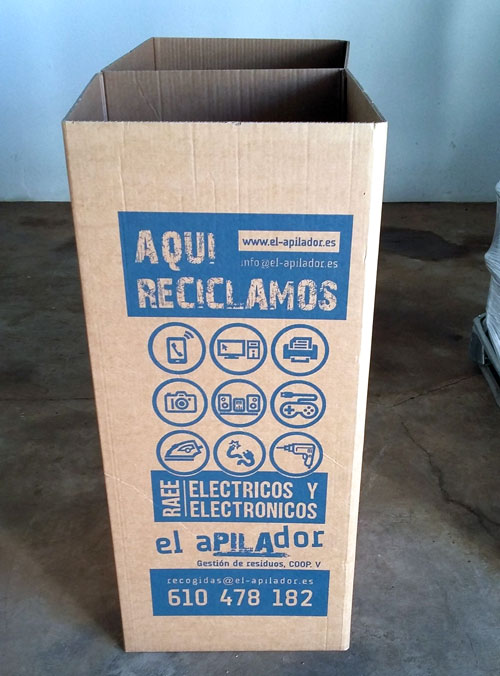 AQUI
www.el-apilador.es
info@el-apilador.es
RECICLAMOS
RAEE
ELECTRICOS Y
ELECTRONICOS
el aPILAdor
Gestión de residuos, COOP. V
recogidas@el-apilador.es
610 478 182